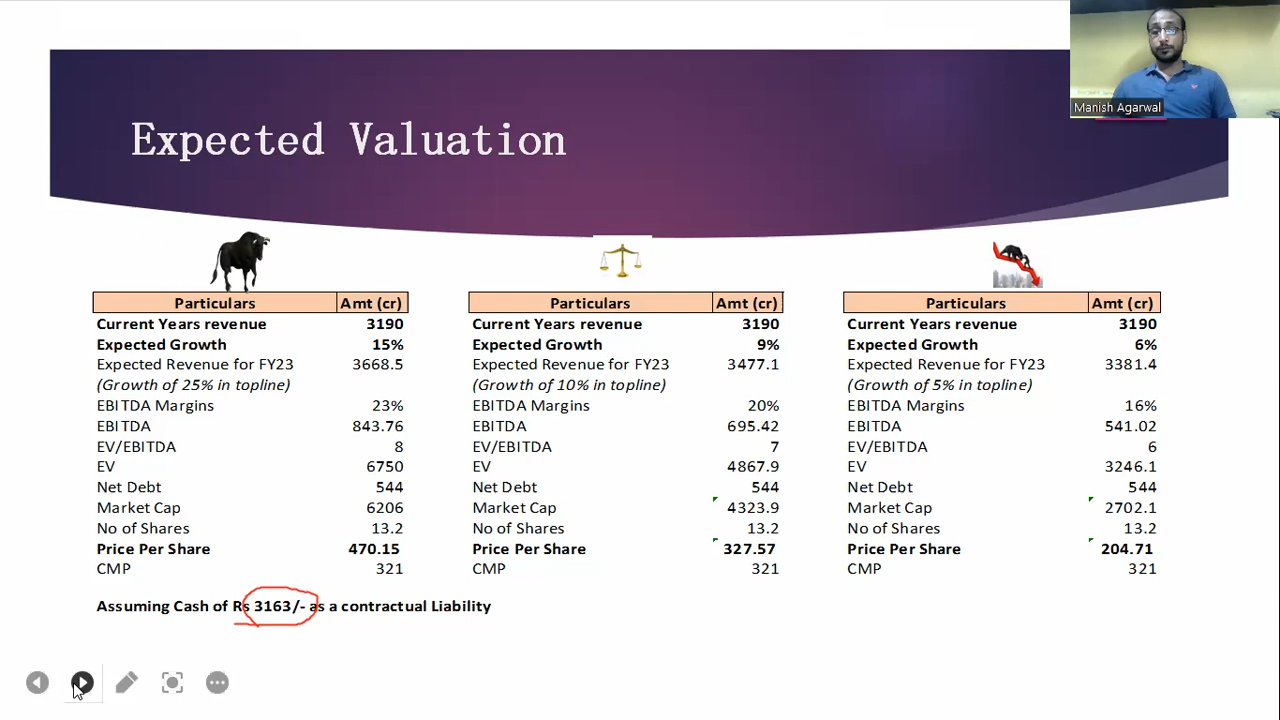 Manish Agarwal
Expected Valuation
Particulars Amt (cr)
Current Years revenue 3190
Expected Growth 15%
Expected Revenue for FY23 3668.5
(Growth of 25% in topline)
EBITDA Margins 23%
EBITDA 843.76
EV/EBITDA 8
EV 6750
Net Debt 544
Market Cap 6206
No of Shares 13.2
Price Per Share 470.15
CMP 321
Particulars Amt (cr)
Current Years revenue 3190
Expected Growth 9%
Expected Revenue for FY23 3477.1
(Growth of 10% in topline)
EBITDA Margins 20%
EBITDA 695.42
EV/EBITDA 7
EV 4867.9
Net Debt 544
Market Cap 4323.9
No of Shares 13.2
Price Per Share 327.57
CMP 321
Particulars Amt (cr)
Current Years revenue 3190
Expected Growth 6%
Expected Revenue for FY23 3381.4
(Growth of 5% in topline)
EBITDA Margins 16%
EBITDA 541.02
EV/EBITDA 6
EV 3246.1
Net Debt 544
Market Cap 2702.1
No of Shares 13.2
Price Per Share 204.71
CMP 321
Assuming Cash of Rs 3163/- as a contractual Liability